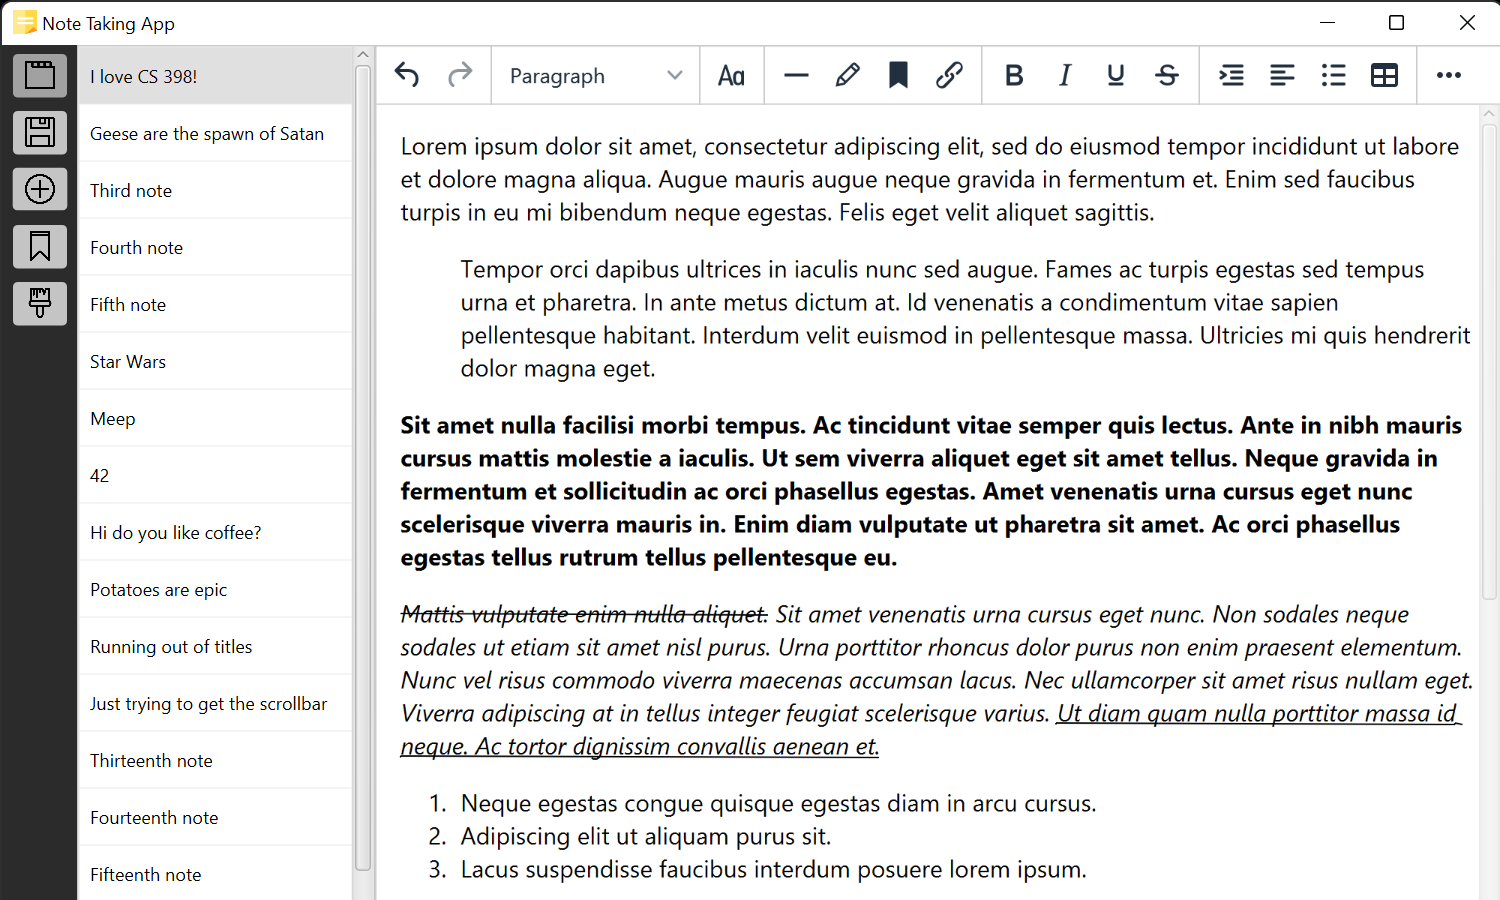 Note Taking App
I love CS 398!
Geese are the spawn of Satan
Third note
Fourth note
Fifth note
Star Wars
Meep
42
Hi do you like coffee?
Potatoes are epic
Running out of titles
Just trying to get the scrollbar
Thirteenth note
Fourteenth note
Fifteenth note
Paragraph
Aa
B I U S
Lorem ipsum dolor sit amet, consectetur adipiscing elit, sed do eiusmod tempor incididunt ut labore
et dolore magna aliqua. Augue mauris augue neque gravida in fermentum et. Enim sed faucibus
turpis in eu mi bibendum neque egestas. Felis eget velit aliquet sagittis.
Tempor orci dapibus ultrices in iaculis nunc sed augue. Fames ac turpis egestas sed tempus
urna et pharetra. In ante metus dictum at. Id venenatis a condimentum vitae sapien
pellentesque habitant. Interdum velit euismod in pellentesque massa. Ultricies mi quis hendrerit
dolor magna eget.
Sit amet nulla facilisi morbi tempus. Ac tincidunt vitae semper quis lectus. Ante in nibh mauris
cursus mattis molestie a iaculis. Ut sem viverra aliquet eget sit amet tellus. Neque gravida in
fermentum et sollicitudin ac orci phasellus egestas. Amet venenatis urna cursus eget nunc
scelerisque viverra mauris in. Enim diam vulputate ut pharetra sit amet. Ac orci phasellus
egestas tellus rutrum tellus pellentesque eu.
Mattis vulputate enim nulla aliquet. Sit amet venenatis urna cursus eget nunc. Non sodales neque
sodales ut etiam sit amet nisl purus. Urna porttitor rhoncus dolor purus non enim praesent elementum.
Nunc vel risus commodo viverra maecenas accumsan lacus. Nec ullamcorper sit amet risus nullam eget.
Viverra adipiscing at in tellus integer feugiat scelerisque varius. Ut diam quam nulla porttitor massa id
neque. Ac tortor dignissim convallis aenean et.
1. Neque egestas congue quisque egestas diam in arcu cursus.
2. Adipiscing elit ut aliquam purus sit.
3. Lacus suspendisse faucibus interdum posuere lorem ipsum.